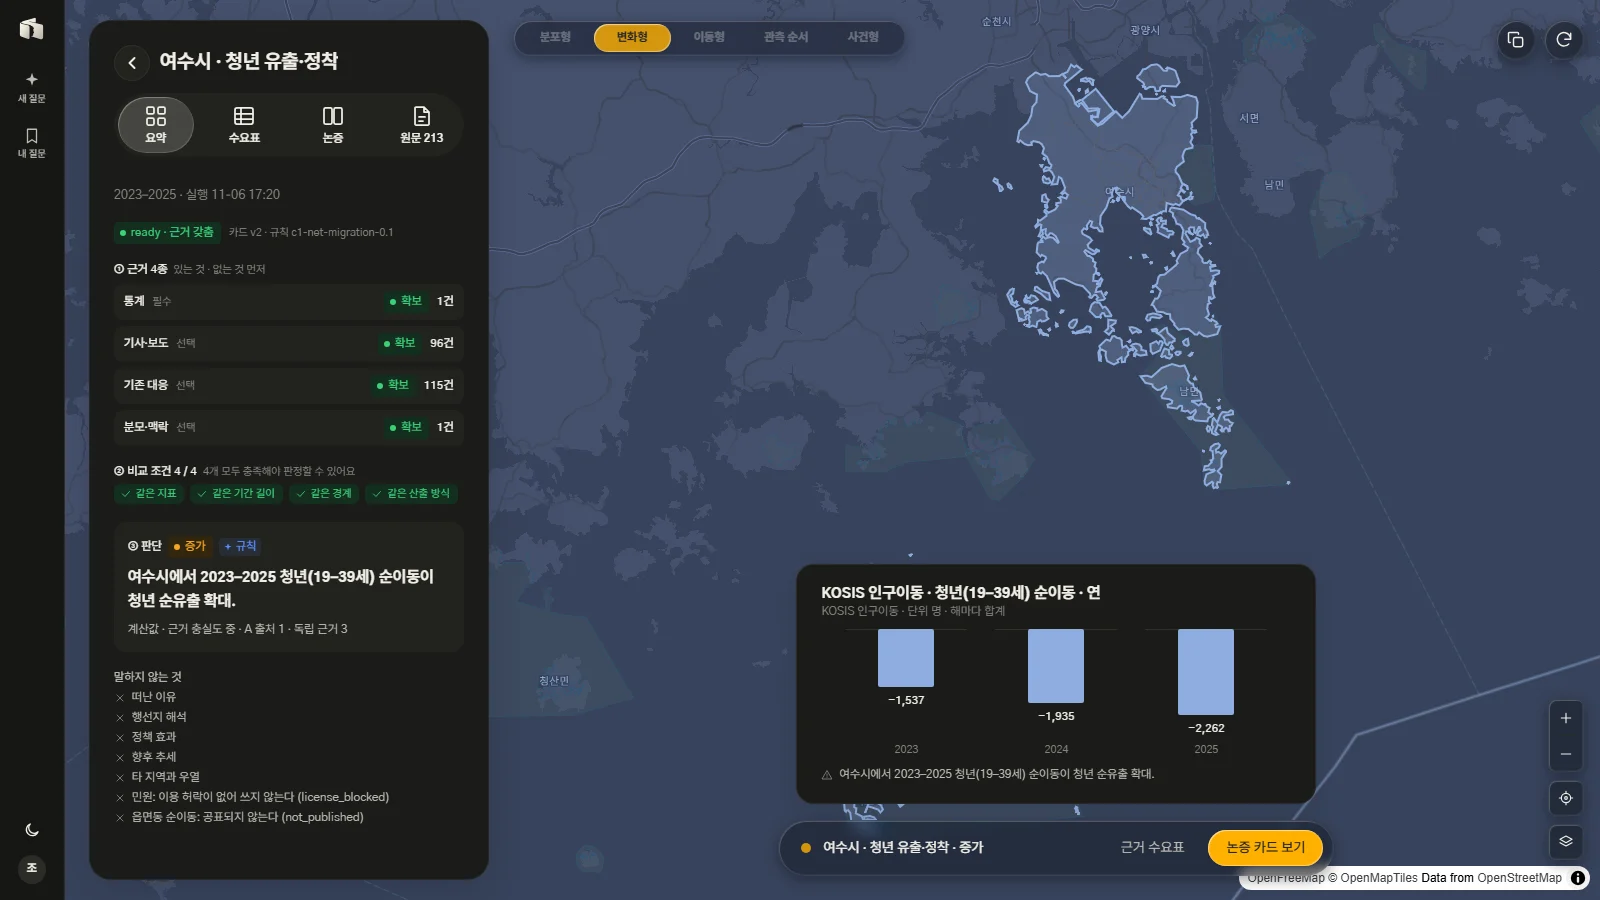 새 질문
내 질문
조
여수시 · 청년 유출·정착
요약
수요표
논증
원문 213
2023–2025 · 실행 11-06 17:20
ready · 근거 갖춤
카드 v2 · 규칙 c1-net-migration-0.1
① 근거 4종 있는 것 · 없는 것 먼저
통계 필수 확보 1건
기사·보도 선택 확보 96건
기존 대응 선택 확보 115건
분모·맥락 선택 확보 1건
② 비교 조건 4 / 4 4개 모두 충족해야 판정할 수 있어요
같은 지표
같은 기간 길이
같은 경계
같은 산출 방식
③ 판단 증가 + 규칙
여수시에서 2023–2025 청년(19–39세) 순이동이
청년 순유출 확대.
계산값 · 근거 충실도 중 · A 출처 1 · 독립 근거 3
말하지 않는 것
떠난 이유
행선지 해석
정책 효과
향후 추세
타 지역과 우열
민원: 이용 허락이 없어 쓰지 않는다 (license_blocked)
읍면동 순이동: 공표되지 않는다 (not_published)
분포형
변화형
이동형
관측 순서
사건형
순천시
광양시
서면
남면
여수시
남면
청산면
KOSIS 인구이동 · 청년(19–39세) 순이동 · 연
KOSIS 인구이동 · 단위 명 · 해마다 합계
−1,537
−1,935
−2,262
2023
2024
2025
여수시에서 2023–2025 청년(19–39세) 순이동이 청년 순유출 확대.
여수시 · 청년 유출·정착 · 증가
근거 수요표
논증 카드 보기
OpenFreeMap © OpenMapTiles Data from OpenStreetMap